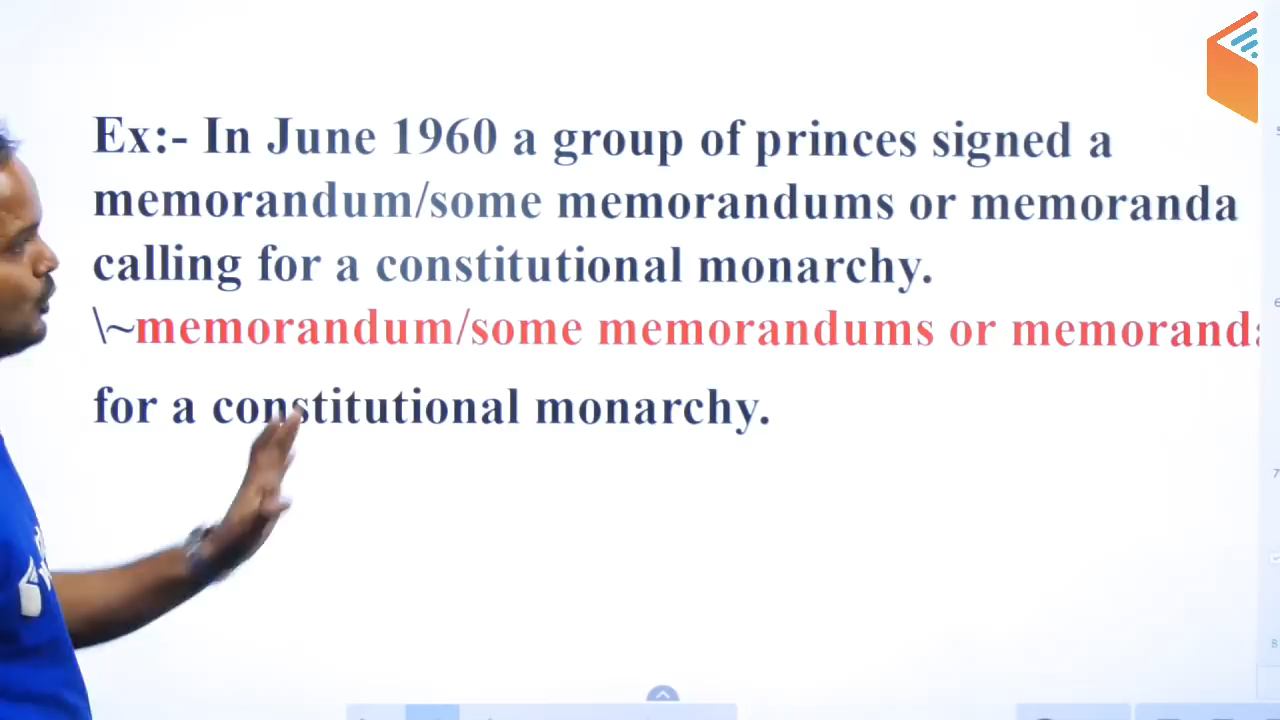 Ex:- In June 1960 a group of princes signed a
memorandum/some memorandums or memoranda
calling for a constitutional monarchy.
\~memorandum/some memorandums or
for a constitutional monarchy.